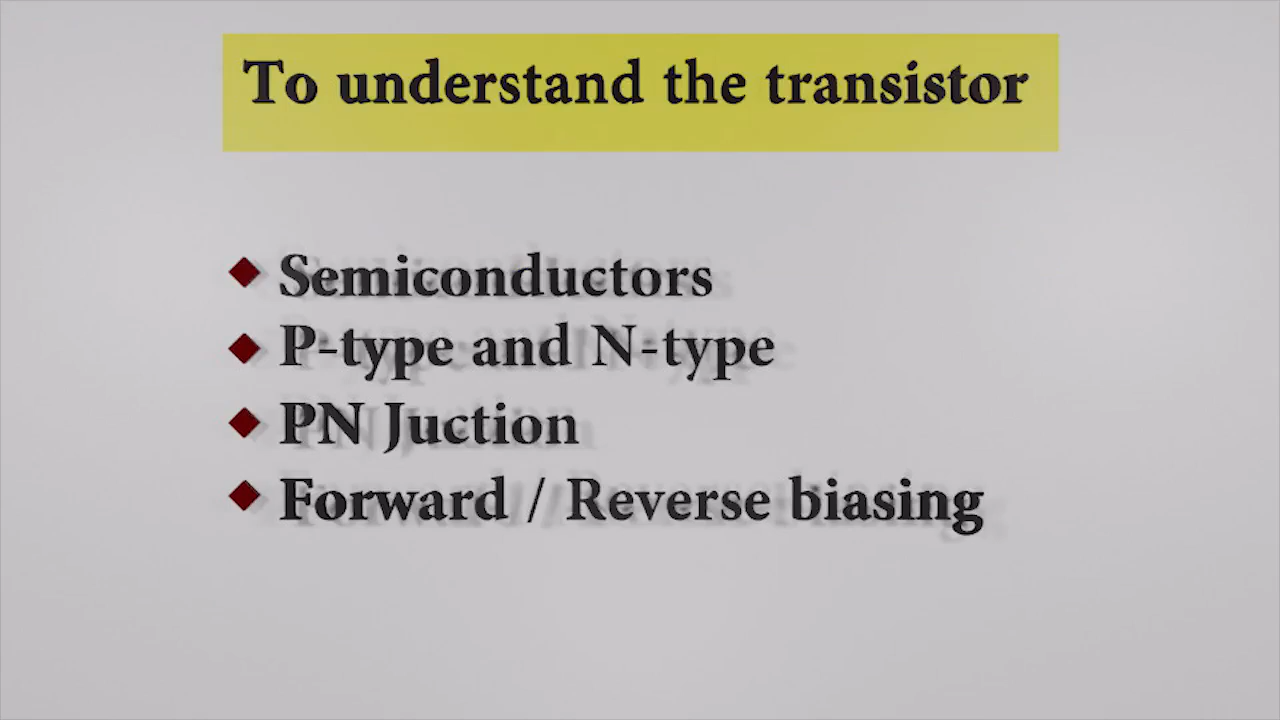 To understand the transistor
Semiconductors
P-type and N-type
PN Juction
Forward / Reverse biasing